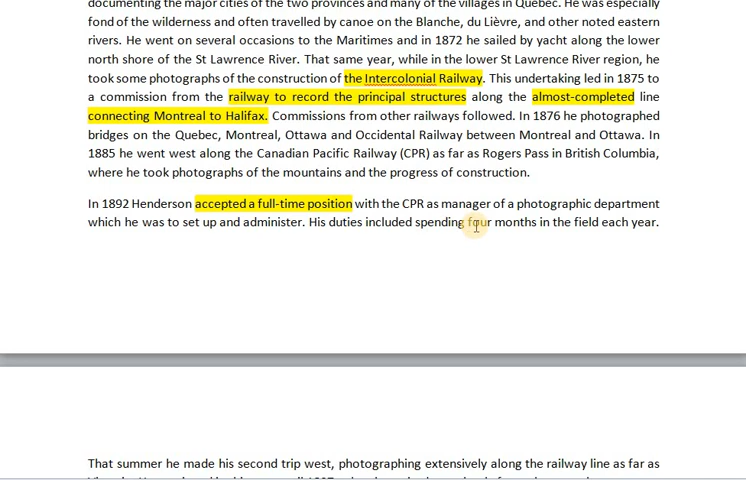 documenting the major cities of the two provinces and many of the villages in Quebec. He was especially
fond of the wilderness and often travelled by canoe on the Blanche, du Lièvre, and other noted eastern
rivers. He went on several occasions to the Maritimes and in 1872 he sailed by yacht along the lower
north shore of the St Lawrence River. That same year, while in the lower St Lawrence River region, he
took some photographs of the construction of the Intercolonial Railway. This undertaking led in 1875 to
a commission from the railway to record the principal structures along the almost-completed line
connecting Montreal to Halifax. Commissions from other railways followed. In 1876 he photographed
bridges on the Quebec, Montreal, Ottawa and Occidental Railway between Montreal and Ottawa. In
1885 he went west along the Canadian Pacific Railway (CPR) as far as Rogers Pass in British Columbia,
where he took photographs of the mountains and the progress of construction.
In 1892 Henderson accepted a full-time position with the CPR as manager of a photographic department
which he was to set up and administer. His duties included spending four months in the field each year.
That summer he made his second trip west, photographing extensively along the railway line as far as